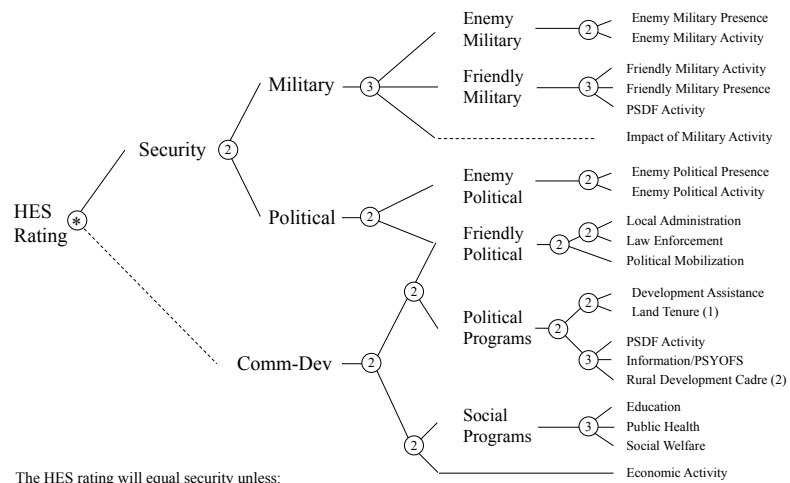 Enemy
Military
2
Enemy Military Presence
Enemy Military Activity
Military
3
Friendly
Military
3
Friendly Military Activity
Friendly Military Presence
PSDF Activity
Impact of Military Activity
Security
2
Enemy
Political
2
Enemy Political Presence
Enemy Political Activity
HES
Rating
*
Political
2
Friendly
Political
2
2
Local Administration
Law Enforcement
Political Mobilization
2
Political
Programs
2
2
Development Assistance
Land Tenure (1)
3
PSDF Activity
Information/PSYOFS
Rural Development Cadre (2)
Comm-Dev
2
2
Social
Programs
3
Education
Public Health
Social Welfare
Economic Activity
The HES rating will equal security unless: